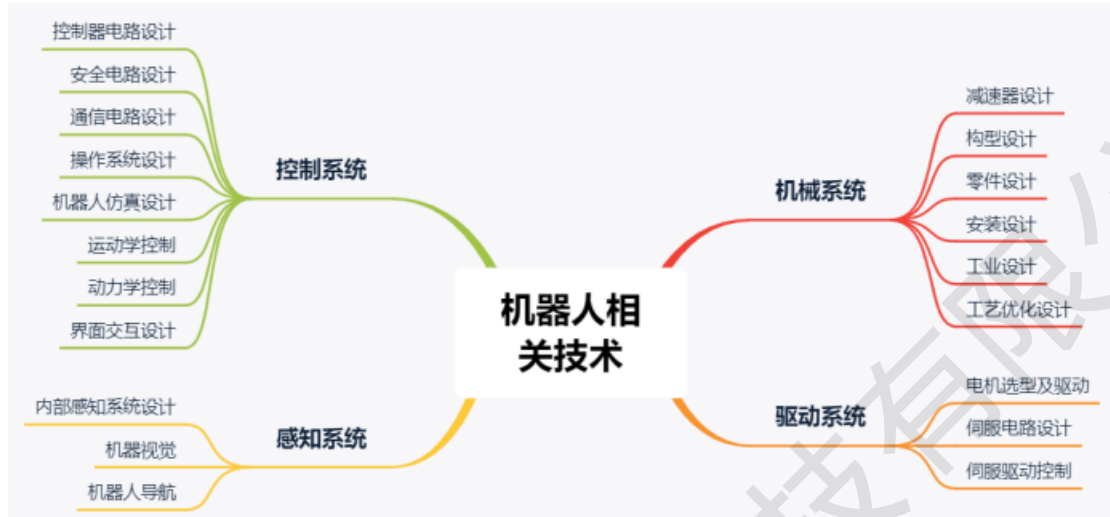 控制器电路设计
安全电路设计
通信电路设计
操作系统设计
机器人仿真设计
运动学控制
动力学控制
界面交互设计
控制系统
内部感知系统设计
机器视觉
机器人导航
感知系统
机器人相
关技术
机械系统
减速器设计
构型设计
零件设计
安装设计
工业设计
工艺优化设计
驱动系统
电机选型及驱动
伺服电路设计
伺服驱动控制
技有限公